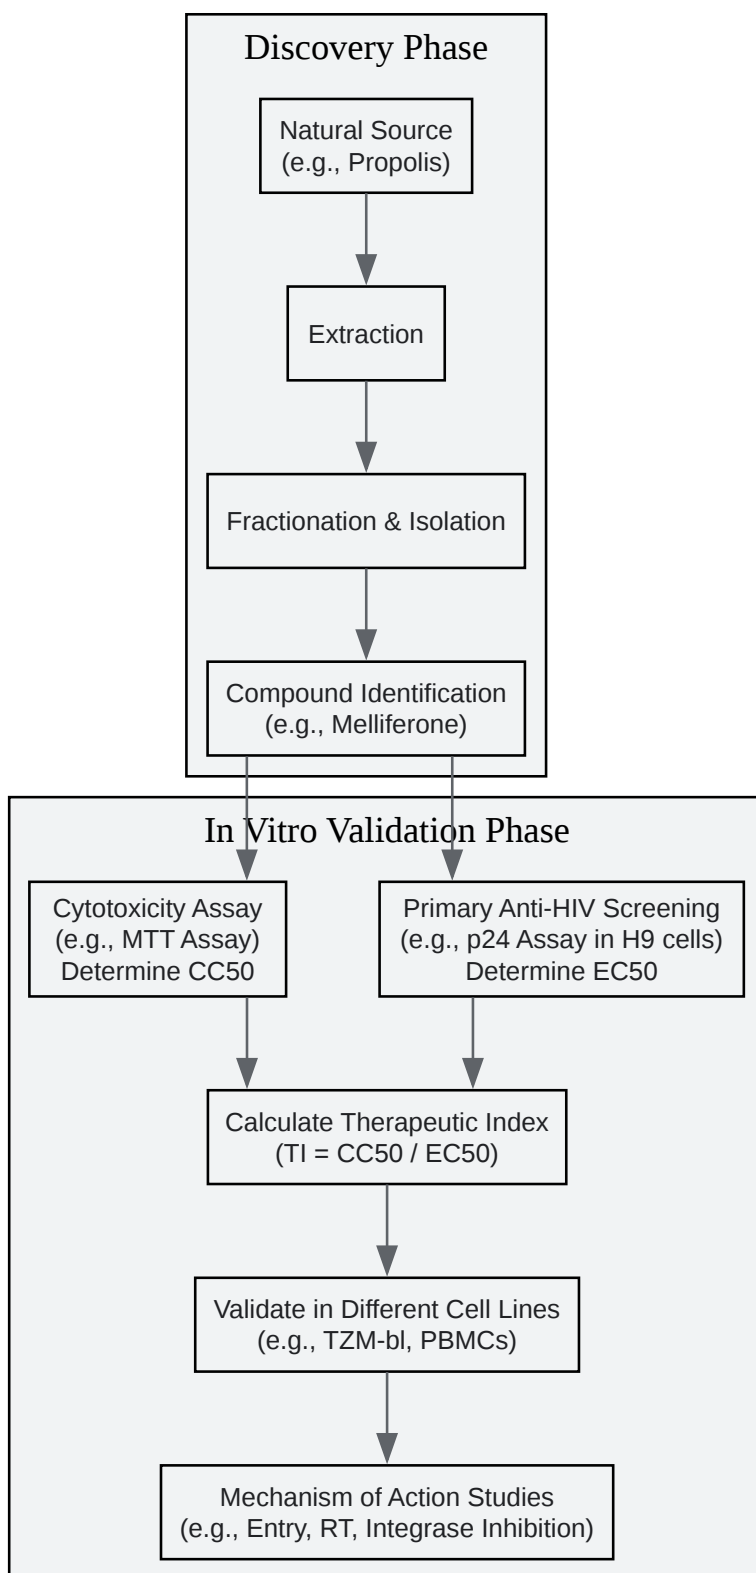 Discovery Phase
Natural Source
(e.g., Propolis)
Extraction
Fractionation & Isolation
Compound Identification
(e.g., Melliferone)
In Vitro Validation Phase
Cytotoxicity Assay
(e.g., MTT Assay)
Determine CC50
Primary Anti-HIV Screening
(e.g., p24 Assay in H9 cells)
Determine EC50
Calculate Therapeutic Index
(TI = CC50 / EC50)
Validate in Different Cell Lines
(e.g., TZM-bl, PBMCs)
Mechanism of Action Studies
(e.g., Entry, RT, Integrase Inhibition)